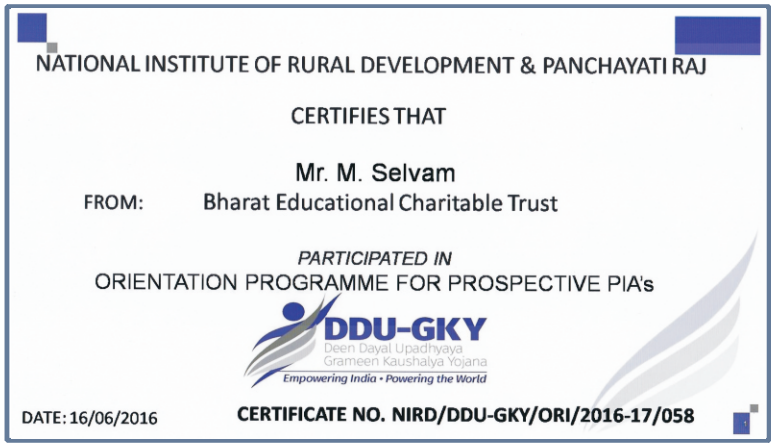 NATIONAL INSTITUTE OF RURAL DEVELOPMENT & PANCHAYATI RAJ
CERTIFIES THAT
Mr. M. Selvam
FROM: Bharat Educational Charitable Trust
PARTICIPATED IN
ORIENTATION PROGRAMME FOR PROSPECTIVE PIA's
DDU-GKY
Deen Dayal Upadhyaya
Grameen Kaushalya Yojana
Empowering India • Powering the World
DATE: 16/06/2016 CERTIFICATE NO. NIRD/DDU-GKY/ORI/2016-17/058